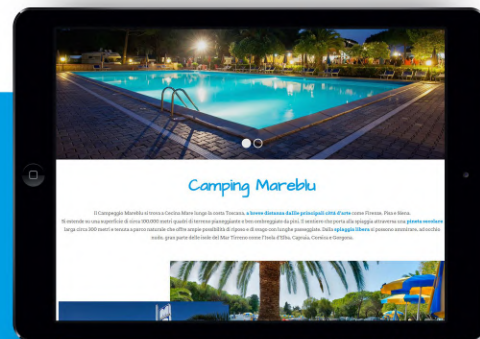 Camping Mareblu
Il Campeggio Mareblu si trova a Cecina Mare lungo la costa Toscana, a breve distanza dalle principali città d'arte come Firenze, Pisa e Siena.
Si estende su una superficie di circa 100.000 metri quadri di terreno pianeggiante e ben ombreggiato da pini. Il sentiero che porta alla spiaggia attraversa una pineta secolare
larga circa 300 metri e tenuta a parco naturale che offre ampie possibilità di riposo e di svago con lunghe passeggiate. Dalla spiaggia libera si possono ammirare, ad occhio
nudo, gran parte delle isole del Mar Tirreno come l'Isola d'Elba, Capraia, Corsica e Gorgona.